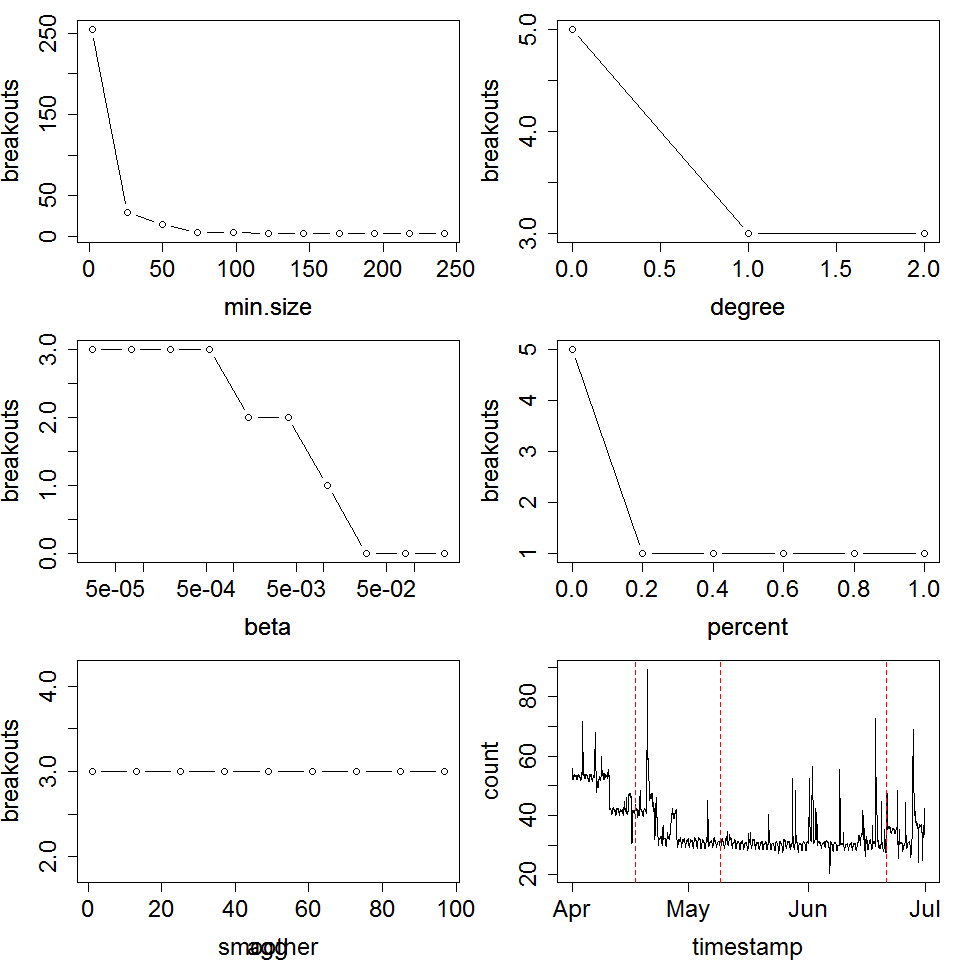 breakouts
250
150
50
0
0 50 100 150 200 250
min.size
breakouts
5.0
4.0
3.0
0.0 0.5 1.0 1.5 2.0
degree
breakouts
3.0
2.0
1.0
0.0
5e-05 5e-04 5e-03 5e-02
beta
breakouts
5
4
3
2
1
0.0 0.2 0.4 0.6 0.8 1.0
percent
breakouts
4.0
3.0
2.0
0 20 40 60 80 100
count
80
60
40
20
Apr May Jun Jul
timestamp